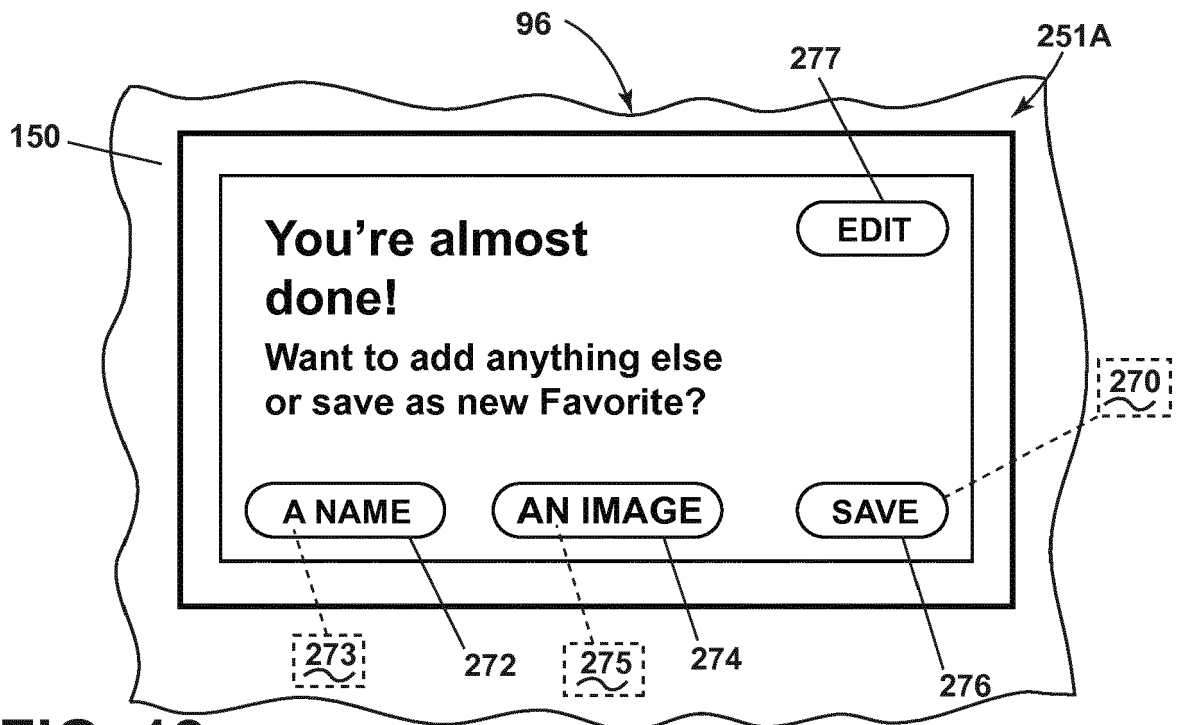 96
277
251A
150
EDIT
You're almost
done!
Want to add anything else
or save as new Favorite?
270
A NAME
AN IMAGE
SAVE
273
272
275
274
276